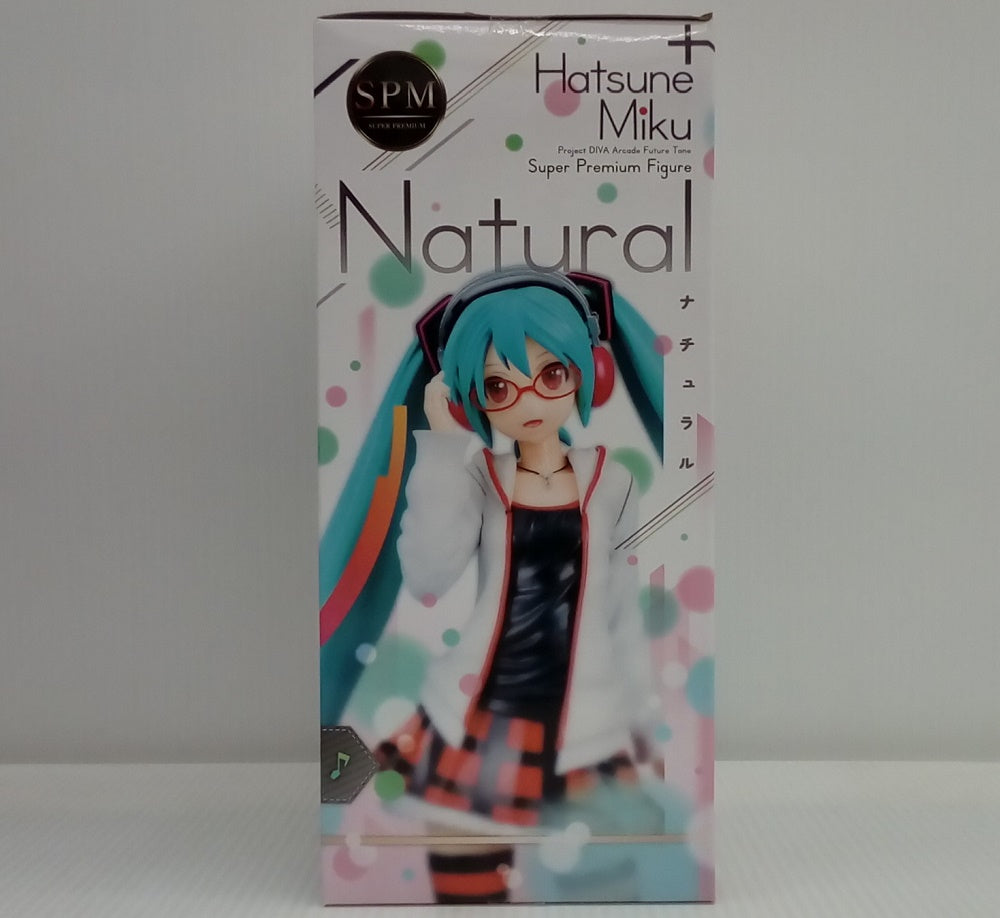 SPM
SUPER PREMIUM
Hatsune
Miku
Project DIVA Arcade Future Tone
Super Premium Figure
Natural
ナチュラル